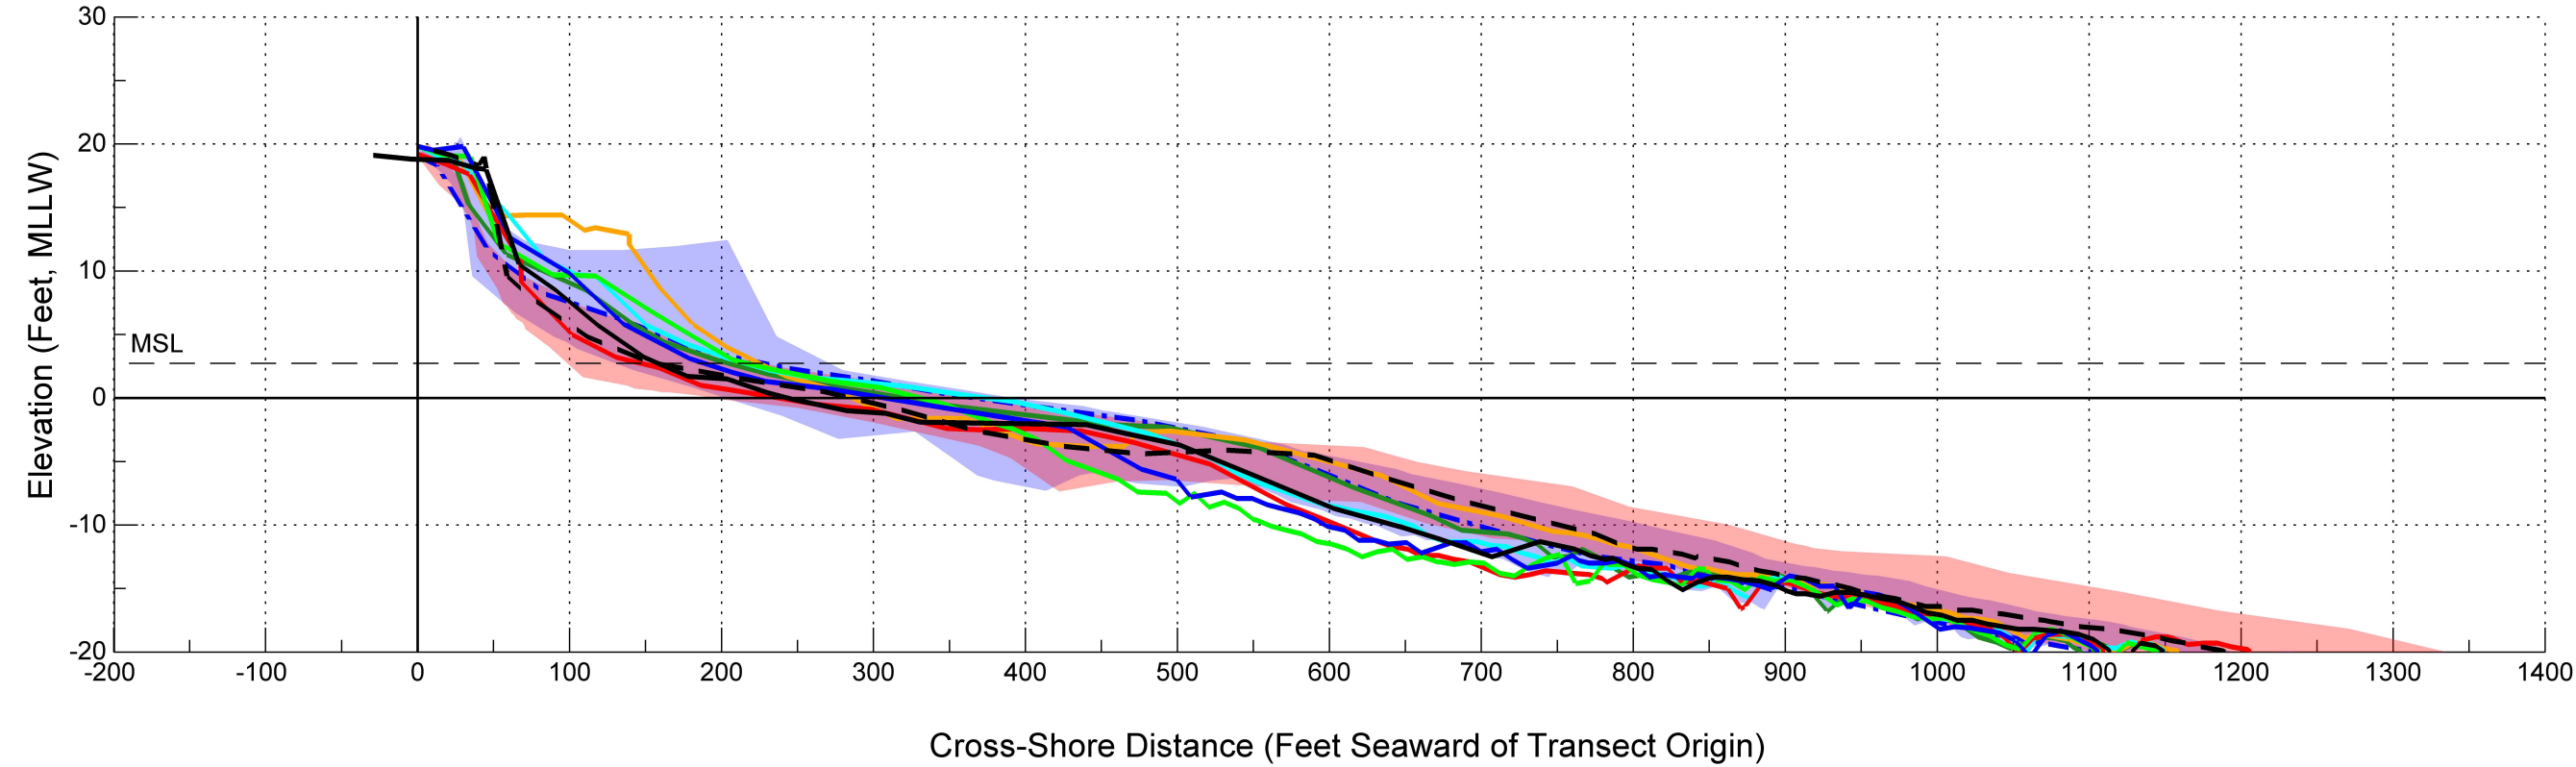 30
20
10
0
-10
-20
Elevation (Feet, MLLW)
MSL
-200 -100 0 100 200 300 400 500 600 700 800 900 1000 1100 1200 1300 1400
Cross-Shore Distance (Feet Seaward of Transect Origin)